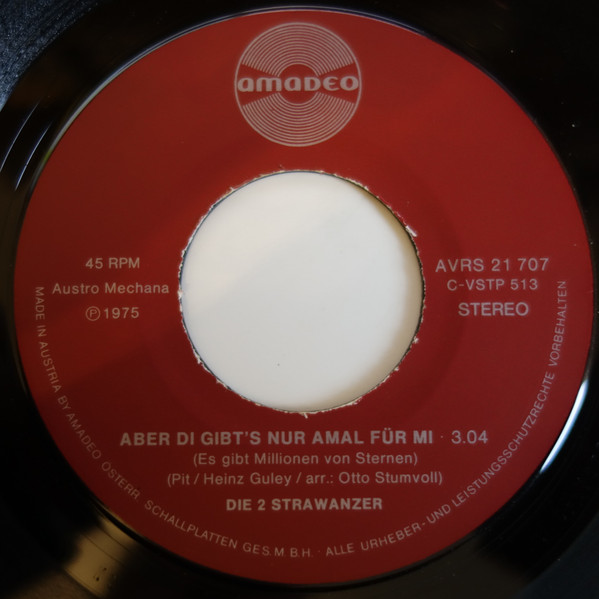 amadeo
45 RPM
Austro Mechana
Ⓟ 1975
AVRS 21 707
C-VSTP 513
STEREO
ABER DI GIBT'S NUR AMAL FÜR MI · 3.04
(Es gibt Millionen von Sternen)
(Pit / Heinz Guley / arr.: Otto Stumvoll)
DIE 2 STRAWANZER
MADE IN AUSTRIA BY AMADEO ÖSTERR. SCHALLPLATTEN GES.M.B.H. · ALLE URHEBER- UND LEISTUNGSSCHUTZRECHTE VORBEHALTEN